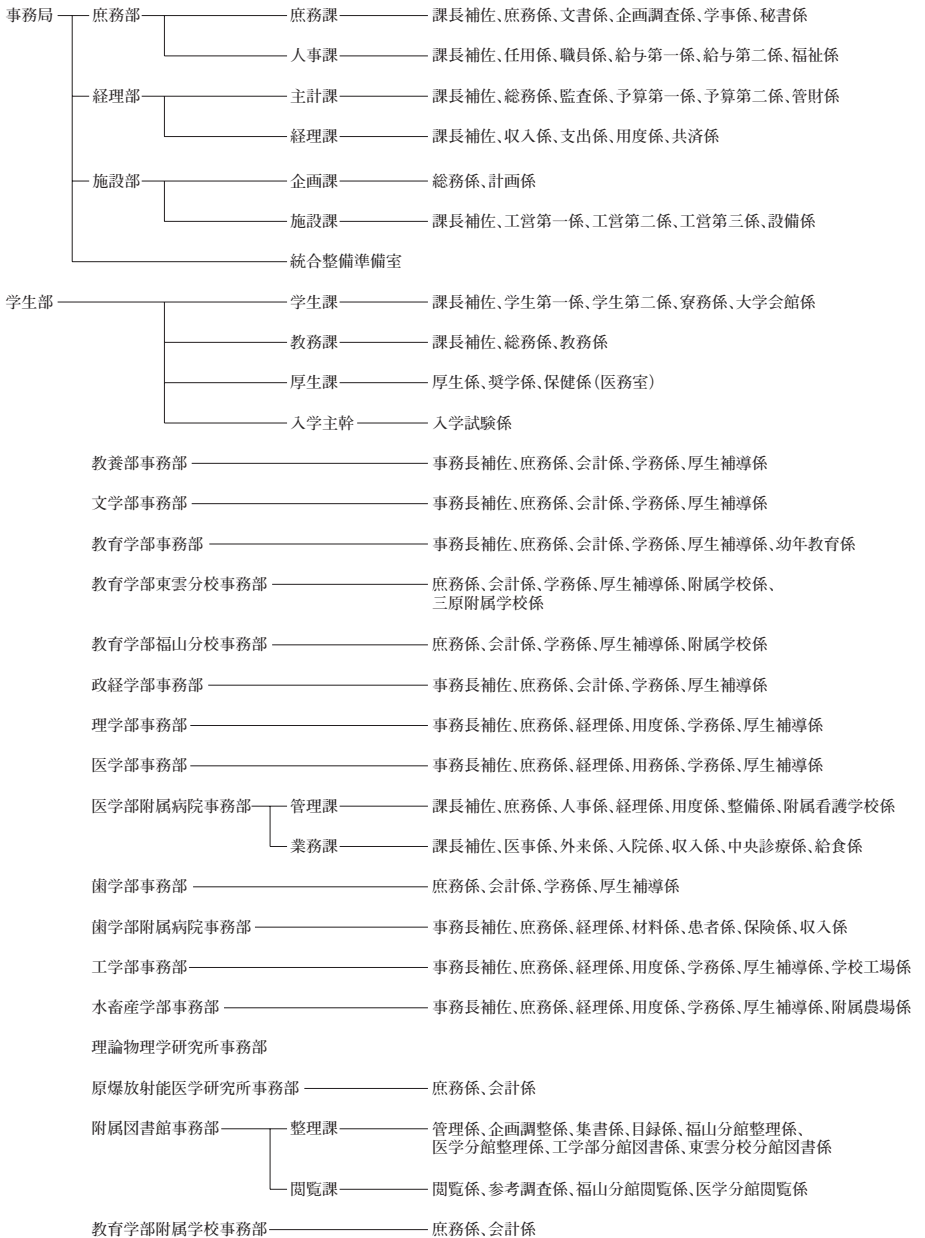 事務局 庶務部 庶務課 課長補佐、庶務係、文書係、企画調査係、学事係、秘書係
人事課 課長補佐、任用係、職員係、給与第一係、給与第二係、福祉係
経理部 主計課 課長補佐、総務係、監査係、予算第一係、予算第二係、管財係
経理課 課長補佐、収入係、支出係、用度係、共済係
施設部 企画課 総務係、計画係
施設課 課長補佐、工営第一係、工営第二係、工営第三係、設備係
統合整備準備室
学生部 学生課 課長補佐、学生第一係、学生第二係、寮務係、大学会館係
教務課 課長補佐、総務係、教務係
厚生課 厚生係、奨学係、保健係(医務室)
入学主幹 入学試験係
教養部事務部 事務長補佐、庶務係、会計係、学務係、厚生補導係
文学部事務部 事務長補佐、庶務係、会計係、学務係、厚生補導係
教育学部事務部 事務長補佐、庶務係、会計係、学務係、厚生補導係、幼年教育係
教育学部東雲分校事務部 庶務係、会計係、学務係、厚生補導係、附属学校係、
三原附属学校係
教育学部福山分校事務部 庶務係、会計係、学務係、厚生補導係、附属学校係
政経学部事務部 事務長補佐、庶務係、会計係、学務係、厚生補導係
理学部事務部 事務長補佐、庶務係、経理係、用度係、学務係、厚生補導係
医学部事務部 事務長補佐、庶務係、経理係、用務係、学務係、厚生補導係
医学部附属病院事務部 管理課 課長補佐、庶務係、人事係、経理係、用度係、整備係、附属看護学校係
業務課 課長補佐、医事係、外来係、入院係、収入係、中央診療係、給食係
歯学部事務部 庶務係、会計係、学務係、厚生補導係
歯学部附属病院事務部 事務長補佐、庶務係、経理係、材料係、患者係、保険係、収入係
工学部事務部 事務長補佐、庶務係、経理係、用度係、学務係、厚生補導係、学校工場係
水畜産学部事務部 事務長補佐、庶務係、経理係、用度係、学務係、厚生補導係、附属農場係
理論物理学研究所事務部
原爆放射能医学研究所事務部 庶務係、会計係
附属図書館事務部 整理課 管理係、企画調整係、集書係、目録係、福山分館整理係、
医学分館整理係、工学部分館図書係、東雲分校分館図書係
閲覧課 閲覧係、参考調査係、福山分館閲覧係、医学分館閲覧係
教育学部附属学校事務部 庶務係、会計係